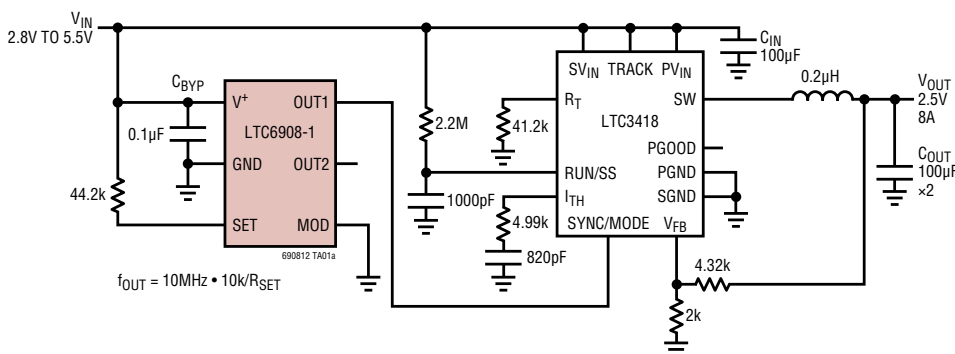 VIN
2.8V TO 5.5V
CBYP
0.1µF
44.2k
V+
OUT1
LTC6908-1
GND
OUT2
SET
MOD
690812 TA01a
fOUT = 10MHz • 10k/RSET
2.2M
1000pF
41.2k
4.99k
820pF
SVIN TRACK PVIN
RT
SW
LTC3418
PGOOD
RUN/SS
PGND
ITH
SGND
SYNC/MODE VFB
CIN
100µF
0.2µH
VOUT
2.5V
8A
COUT
100µF
×2
4.32k
2k